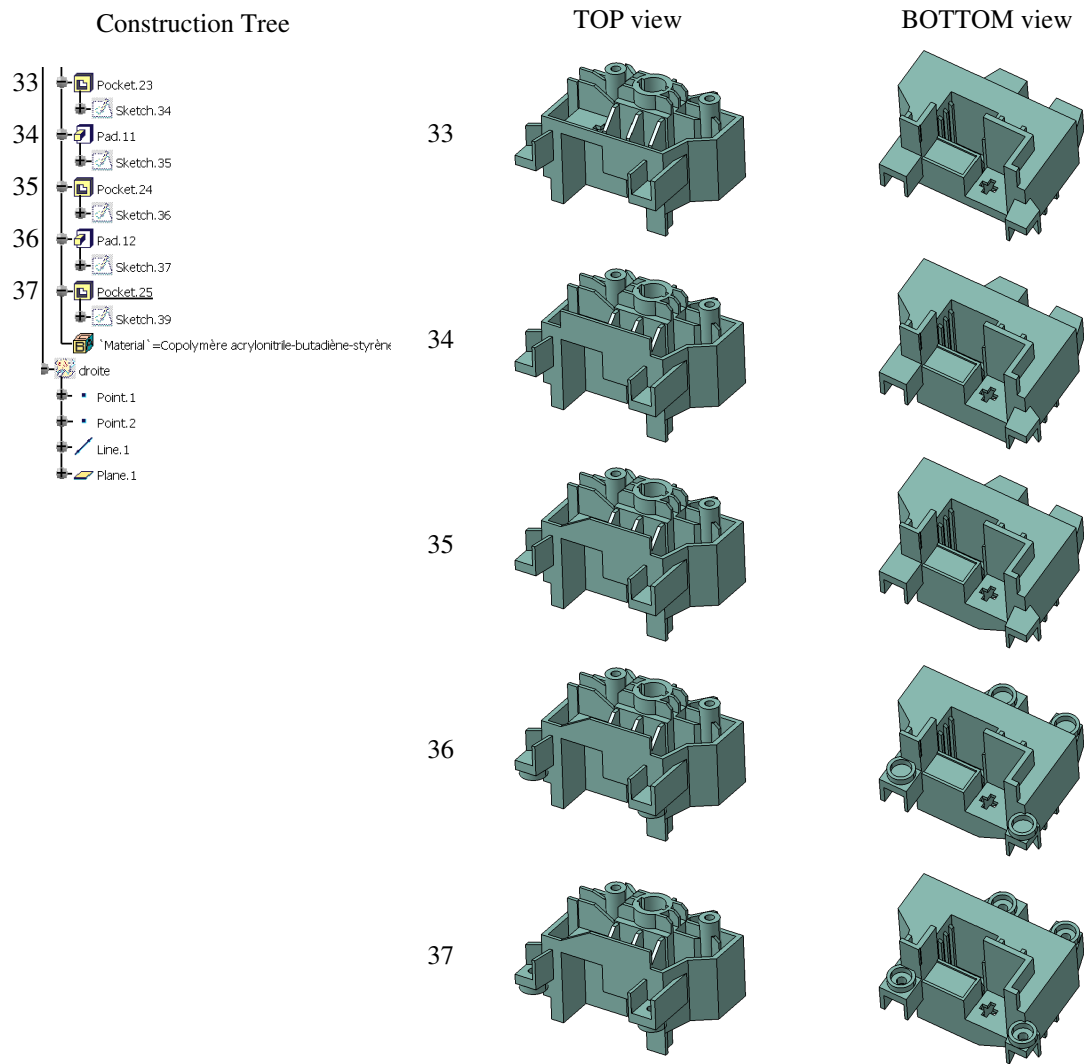 Construction Tree
TOP view
BOTTOM view
33
Pocket.23
Sketch.34
34
Pad.11
Sketch.35
35
Pocket.24
Sketch.36
36
Pad.12
Sketch.37
37
Pocket.25
Sketch.39
`Material`=Copolymère acrylonitrile-butadiène-styrène
droite
Point.1
Point.2
Line.1
Plane.1
33
34
35
36
37